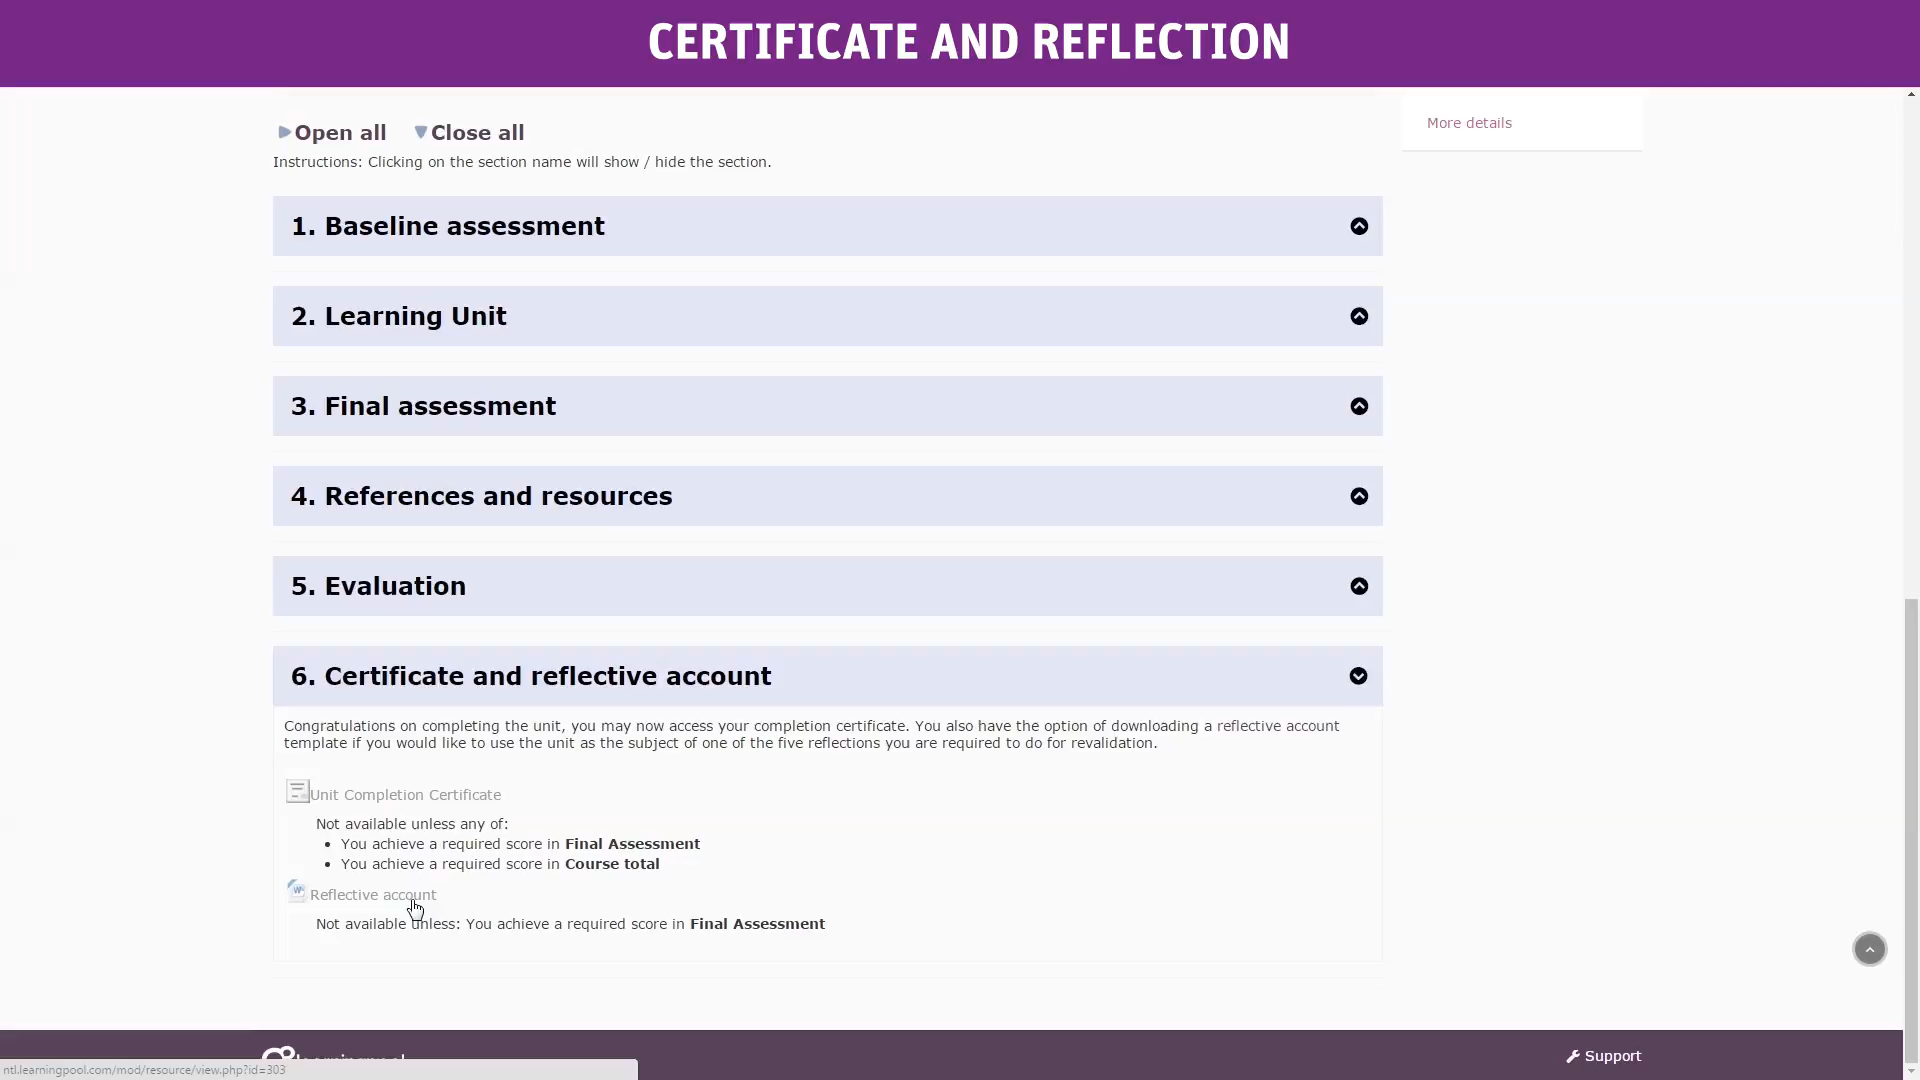 CERTIFICATE AND REFLECTION
More details
Open all Close all
Instructions: Clicking on the section name will show / hide the section.
1. Baseline assessment
2. Learning Unit
3. Final assessment
4. References and resources
5. Evaluation
6. Certificate and reflective account
Congratulations on completing the unit, you may now access your completion certificate. You also have the option of downloading a reflective account
template if you would like to use the unit as the subject of one of the five reflections you are required to do for revalidation.
Unit Completion Certificate
Not available unless any of:
• You achieve a required score in Final Assessment
• You achieve a required score in Course total
Reflective account
Not available unless: You achieve a required score in Final Assessment
Support
ntl.learningpool.com/mod/resource/view.php?id=303